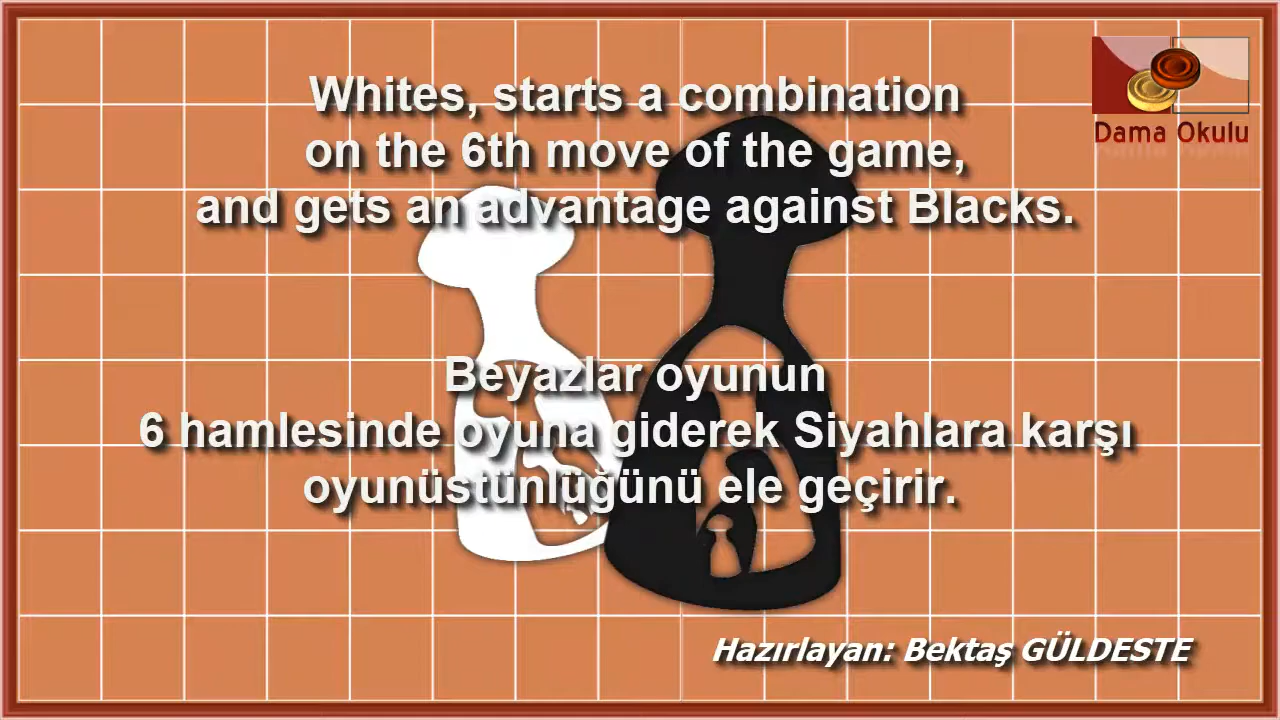 Dama Okulu
Whites, starts a combination
on the 6th move of the game,
and gets an advantage against Blacks.
Beyazlar oyunun
6 hamlesinde oyuna giderek Siyahlara karşı
oyunüstünlüğünü ele geçirir.
Hazırlayan: Bektaş GÜLDESTE